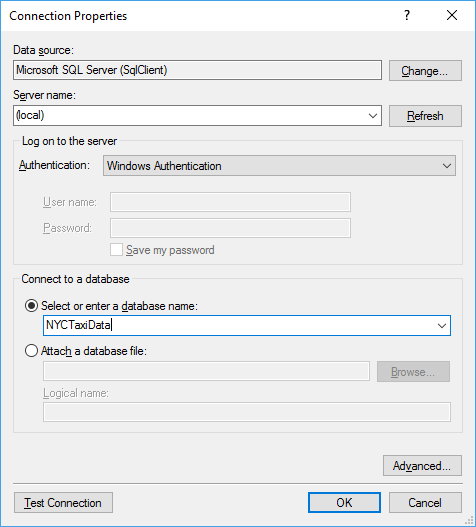 Connection Properties
?
Data source:
Microsoft SQL Server (SqlClient)
Change...
Server name:
(local)
Refresh
Log on to the server
Authentication:
Windows Authentication
User name:
Password:
Save my password
Connect to a database
Select or enter a database name:
NYCTaxiData
Attach a database file:
Browse...
Logical name:
Advanced...
Test Connection
OK
Cancel